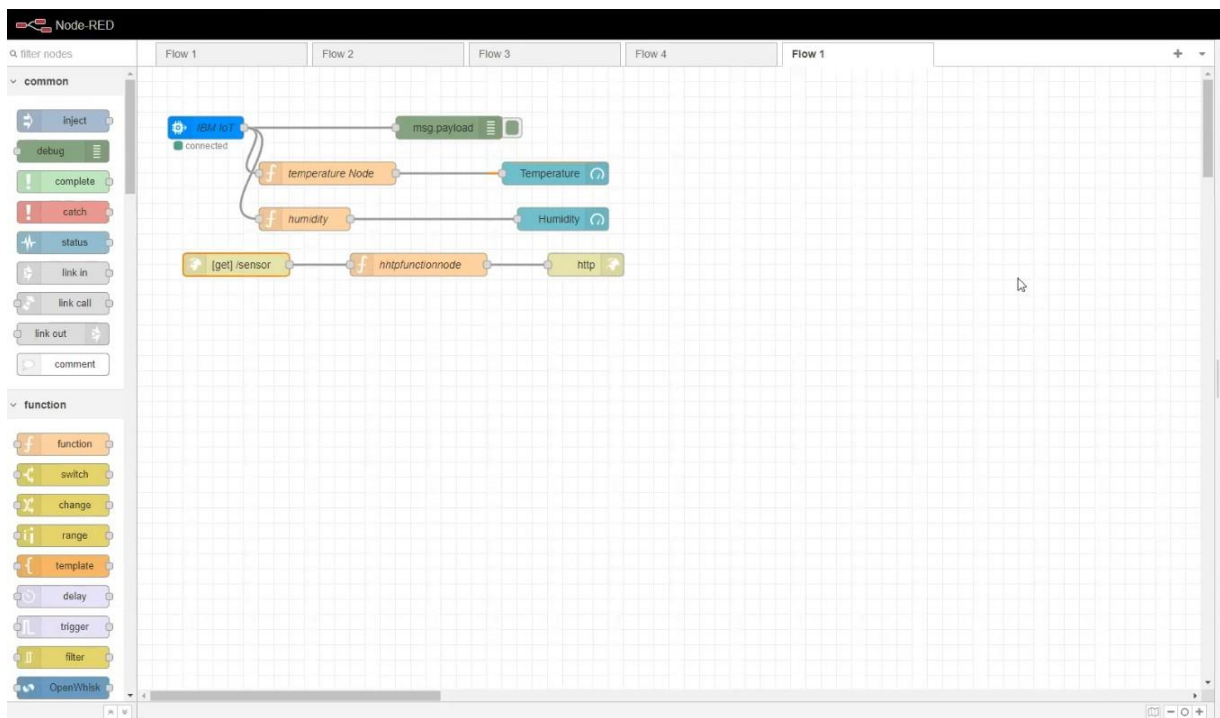 Node-RED
filter nodes
Flow 1
Flow 2
Flow 3
Flow 4
Flow 1
common
inject
debug
complete
catch
status
link in
link call
link out
comment
function
function
switch
change
range
template
delay
trigger
filter
OpenWhisk
IBM IoT
connected
msg.payload
temperature Node
Temperature
humidity
Humidity
[get] /sensor
hhtpfunctionnode
http